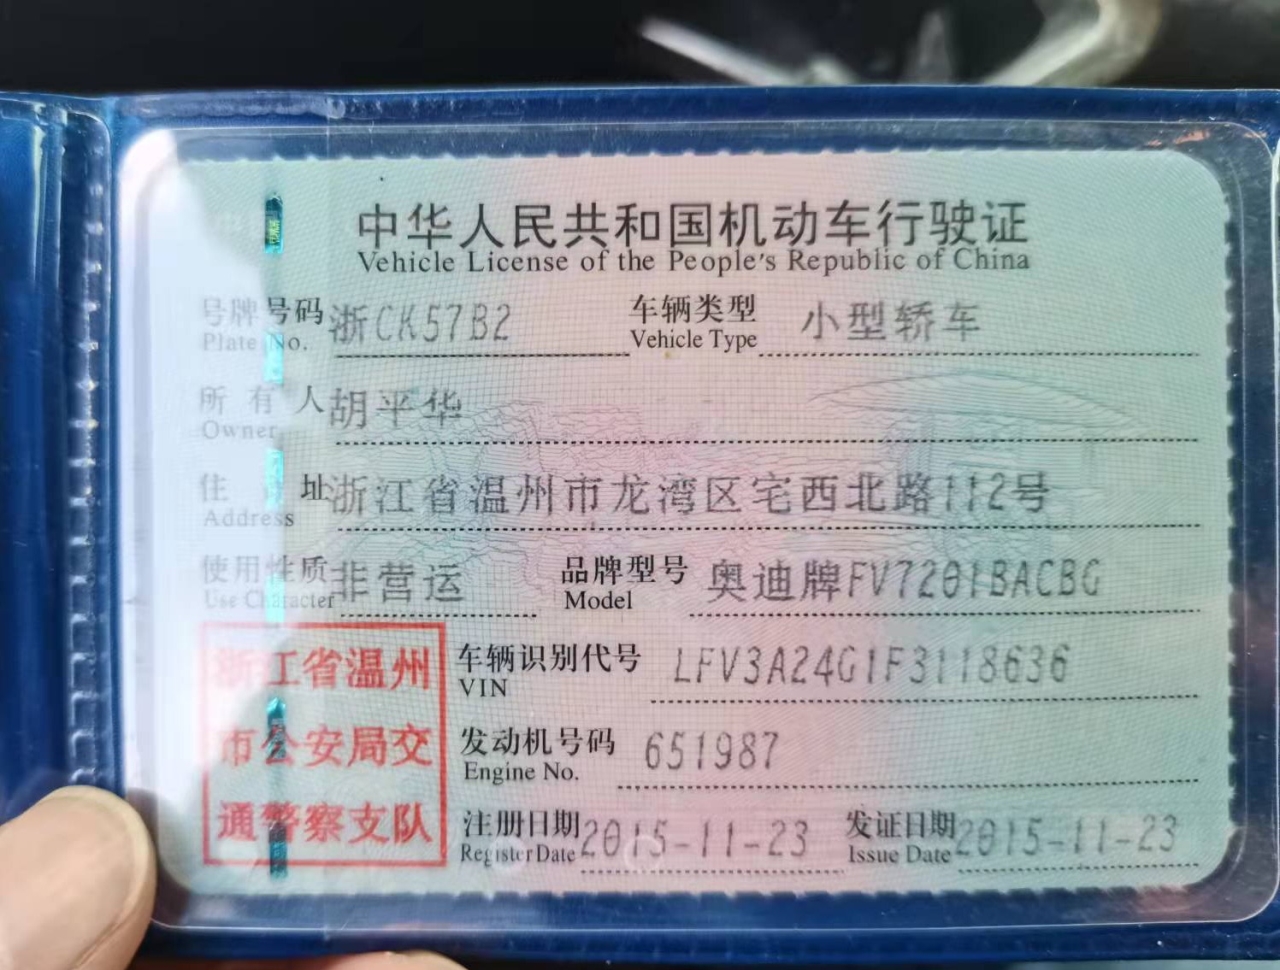 中华人民共和国机动车行驶证
Vehicle License of the People's Republic of China
号牌号码 浙CK57B2 车辆类型 小型轿车
Plate No. Vehicle Type
所有人 胡平华
Owner
住址 浙江省温州市龙湾区宅西北路112号
Address
使用性质 非营运 品牌型号 奥迪牌FV7201BACBG
Use Character Model
浙江省温州
市公安局交
通警察支队
车辆识别代号 LFV3A24G1F3118636
VIN
发动机号码 651987
Engine No.
注册日期 2015-11-23 发证日期 2015-11-23
Register Date Issue Date